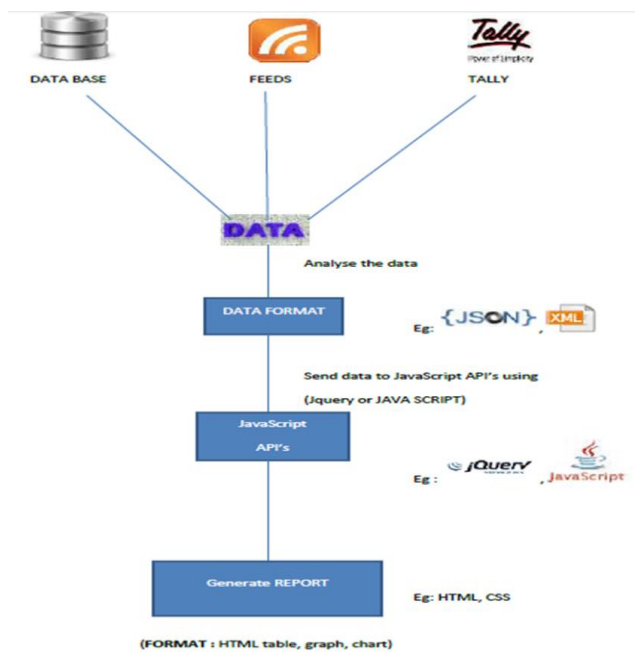 Tally
Power of Simplicity
DATA BASE
FEEDS
TALLY
DATA
Analyse the data
DATA FORMAT
Eg: {JSON} , XML
Send data to JavaScript API's using
(Jquery or JAVA SCRIPT)
JavaScript
API's
Eg : jQuery , JavaScript
Generate REPORT
Eg: HTML, CSS
(FORMAT : HTML table, graph, chart)